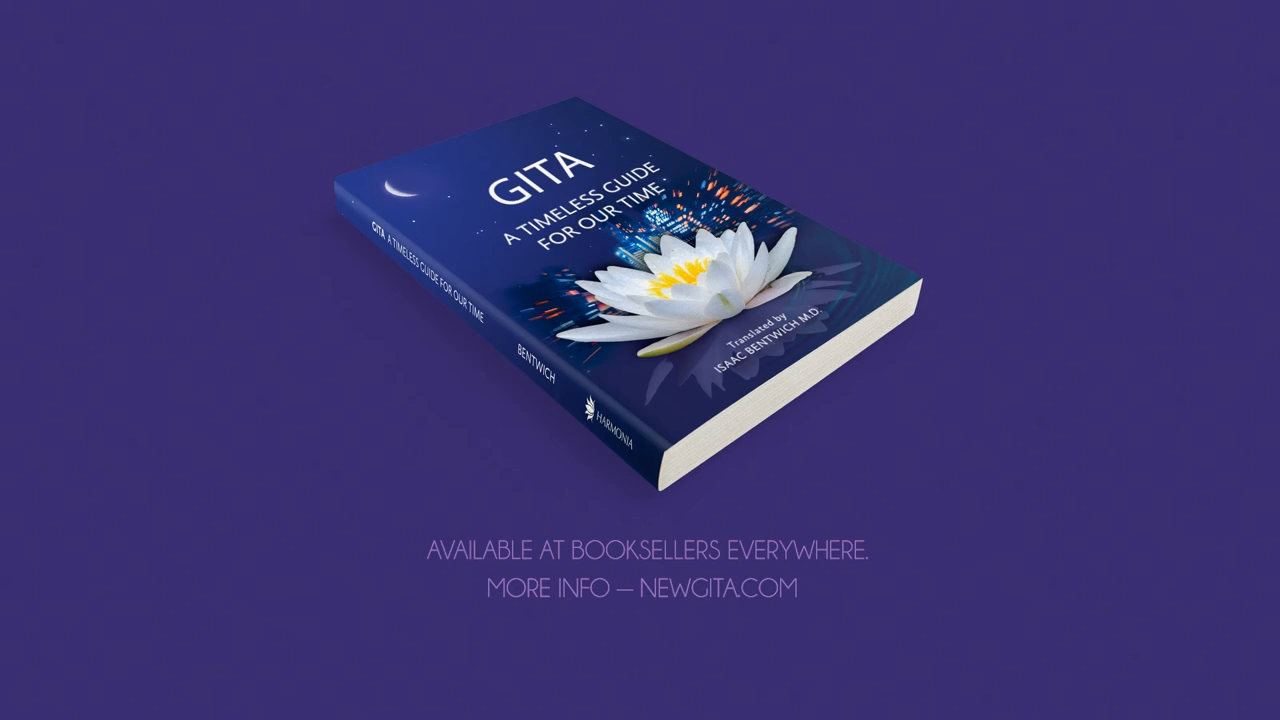 GITA
A TIMELESS GUIDE
FOR OUR TIME
Translated by
ISAAC BENTWICH M.D.
GITA A TIMELESS GUIDE FOR OUR TIME
BENTWICH
HARMONIA
AVAILABLE AT BOOKSELLERS EVERYWHERE.
MORE INFO — NEWGITA.COM